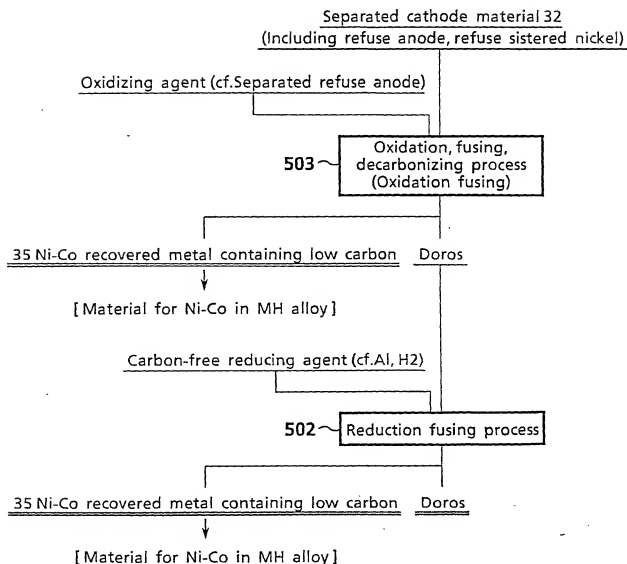 Separated cathode material 32
(Including refuse anode, refuse sistered nickel)
Oxidizing agent (cf.Separated refuse anode)
503
Oxidation, fusing,
decarbonizing process
(Oxidation fusing)
35 Ni-Co recovered metal containing low carbon
Doros
[Material for Ni-Co in MH alloy]
Carbon-free reducing agent (cf.Al, H2)
502
Reduction fusing process
35 Ni-Co recovered metal containing low carbon
Doros
[Material for Ni-Co in MH alloy]